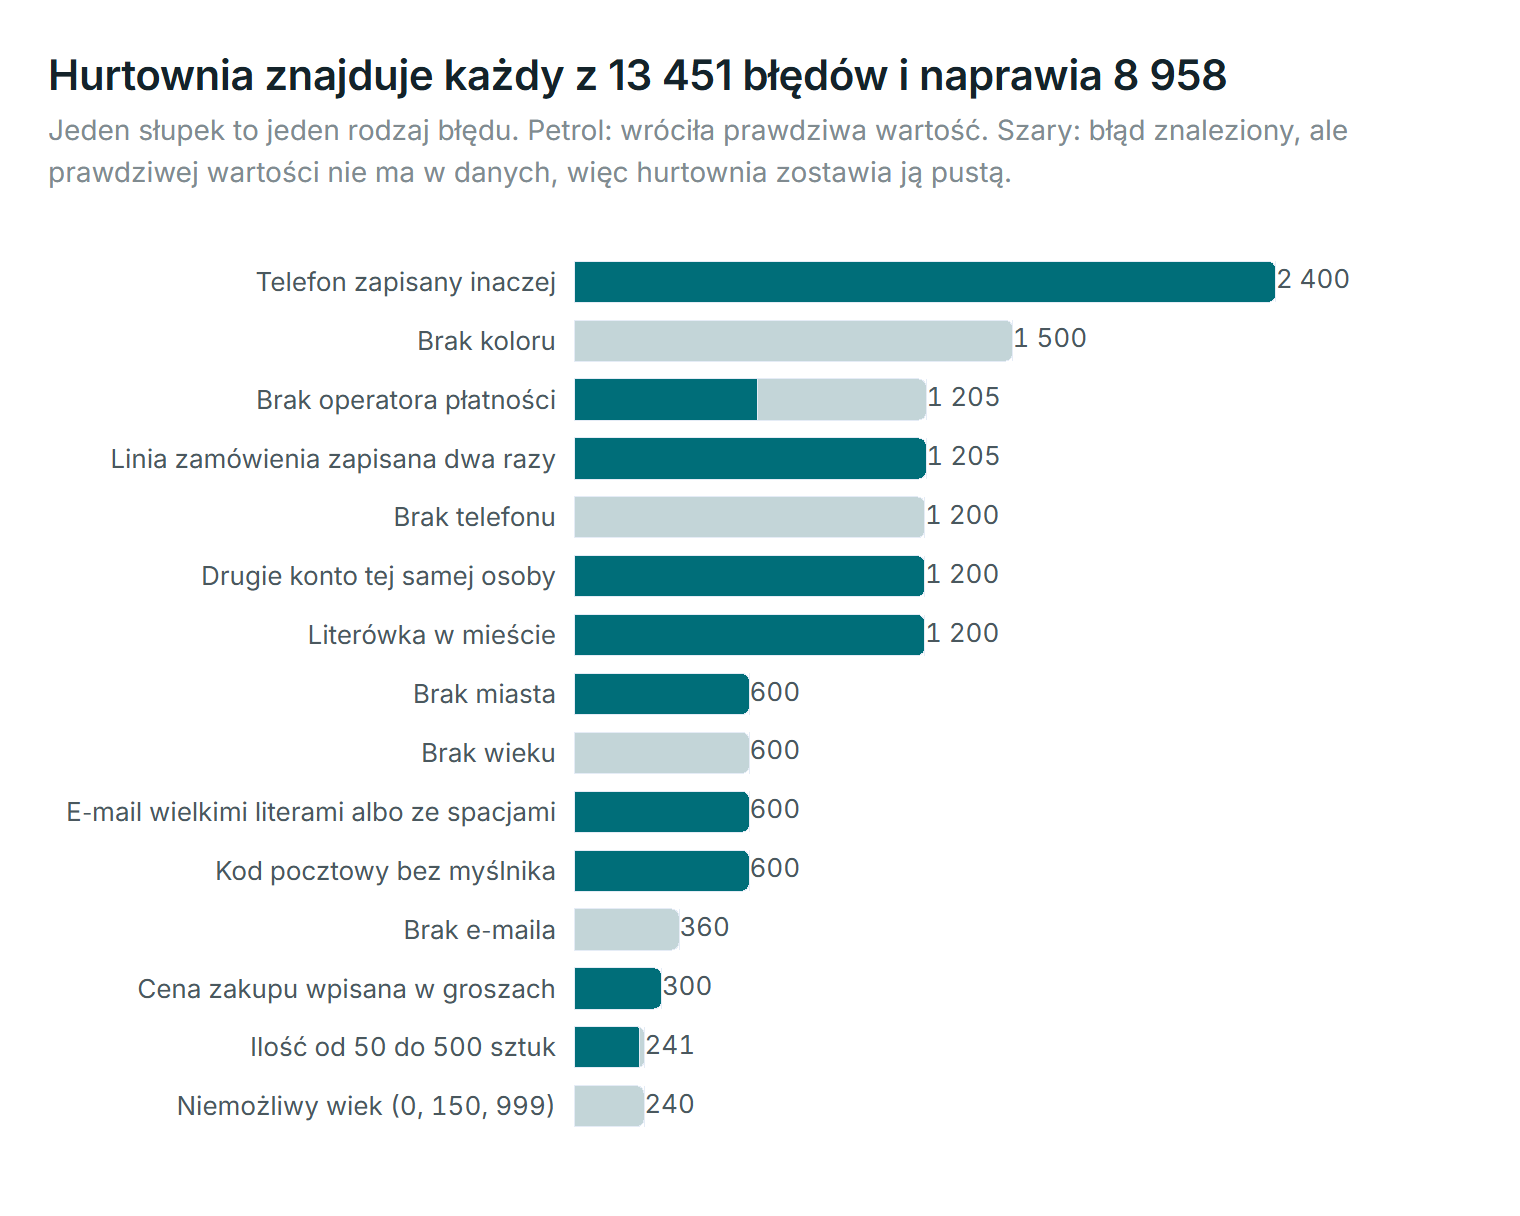 Hurtownia znajduje każdy z 13 451 błędów i naprawia 8 958
Jeden słupek to jeden rodzaj błędu. Petrol: wróciła prawdziwa wartość. Szary: błąd znaleziony, ale
prawdziwej wartości nie ma w danych, więc hurtownia zostawia ją pustą.
Telefon zapisany inaczej 2 400
Brak koloru 1 500
Brak operatora płatności 1 205
Linia zamówienia zapisana dwa razy 1 205
Brak telefonu 1 200
Drugie konto tej samej osoby 1 200
Literówka w mieście 1 200
Brak miasta 600
Brak wieku 600
E-mail wielkimi literami albo ze spacjami 600
Kod pocztowy bez myślnika 600
Brak e-maila 360
Cena zakupu wpisana w groszach 300
Ilość od 50 do 500 sztuk 241
Niemożliwy wiek (0, 150, 999) 240